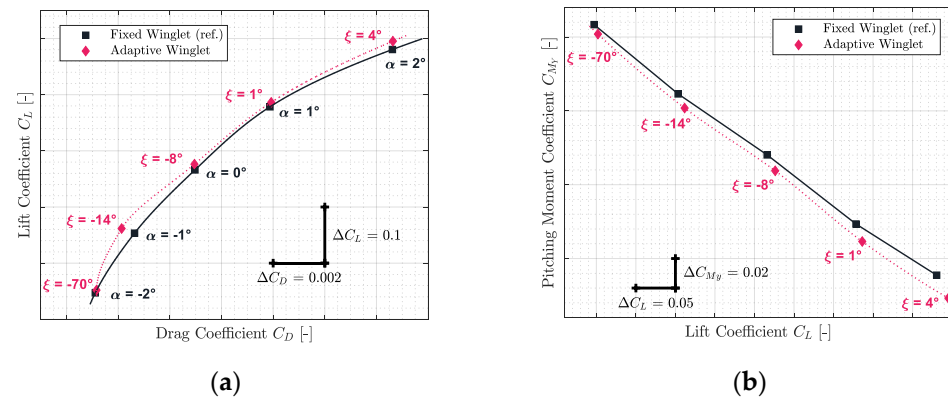 Fixed Winglet (ref.)
Adaptive Winglet
ξ = 4°
α = 2°
ξ = 1°
α = 1°
ξ = -8°
α = 0°
ξ = -14°
α = -1°
ξ = -70°
α = -2°
ΔC_L = 0.1
ΔC_D = 0.002
Lift Coefficient C_L [-]
Drag Coefficient C_D [-]
(a)
Fixed Winglet (ref.)
Adaptive Winglet
ξ = -70°
ξ = -14°
ξ = -8°
ξ = 1°
ξ = 4°
ΔC_My = 0.02
ΔC_L = 0.05
Pitching Moment Coefficient C_{M_Y} [-]
Lift Coefficient C_L [-]
(b)